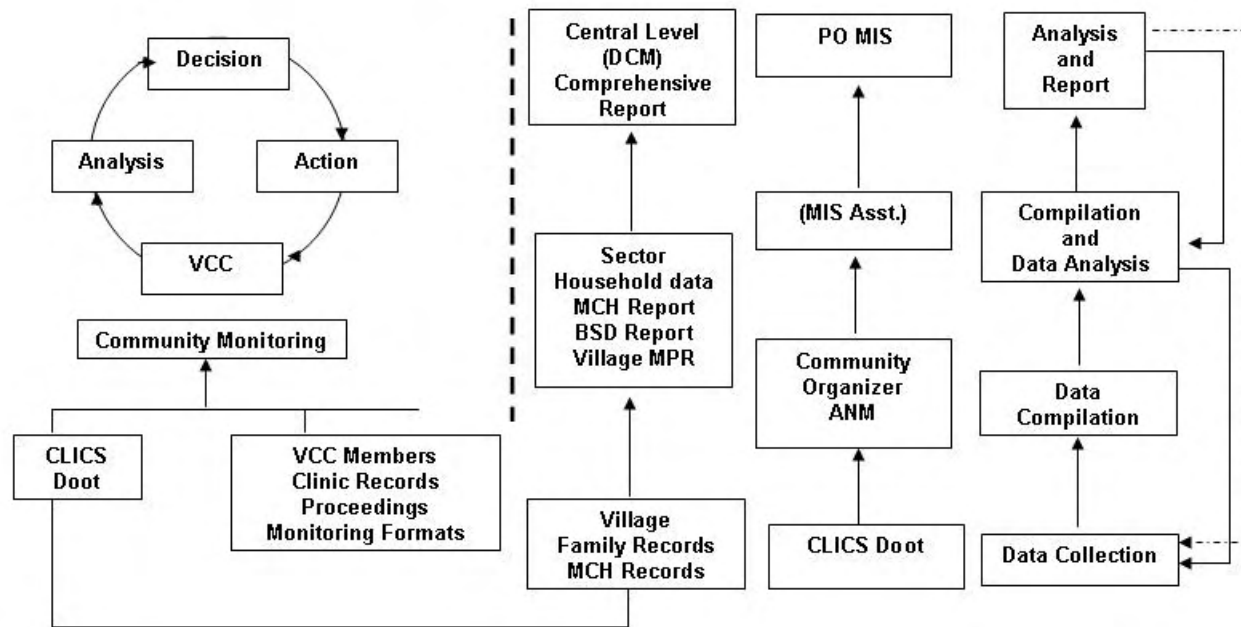 Decision
Analysis
Action
VCC
Community Monitoring
CLICS
Doot
VCC Members
Clinic Records
Proceedings
Monitoring Formats
Central Level
(DCM)
Comprehensive
Report
Sector
Household data
MCH Report
BSD Report
Village MPR
Village
Family Records
MCH Records
PO MIS
(MIS Asst.)
Community
Organizer
ANM
CLICS Doot
Analysis
and
Report
Compilation
and
Data Analysis
Data
Compilation
Data Collection